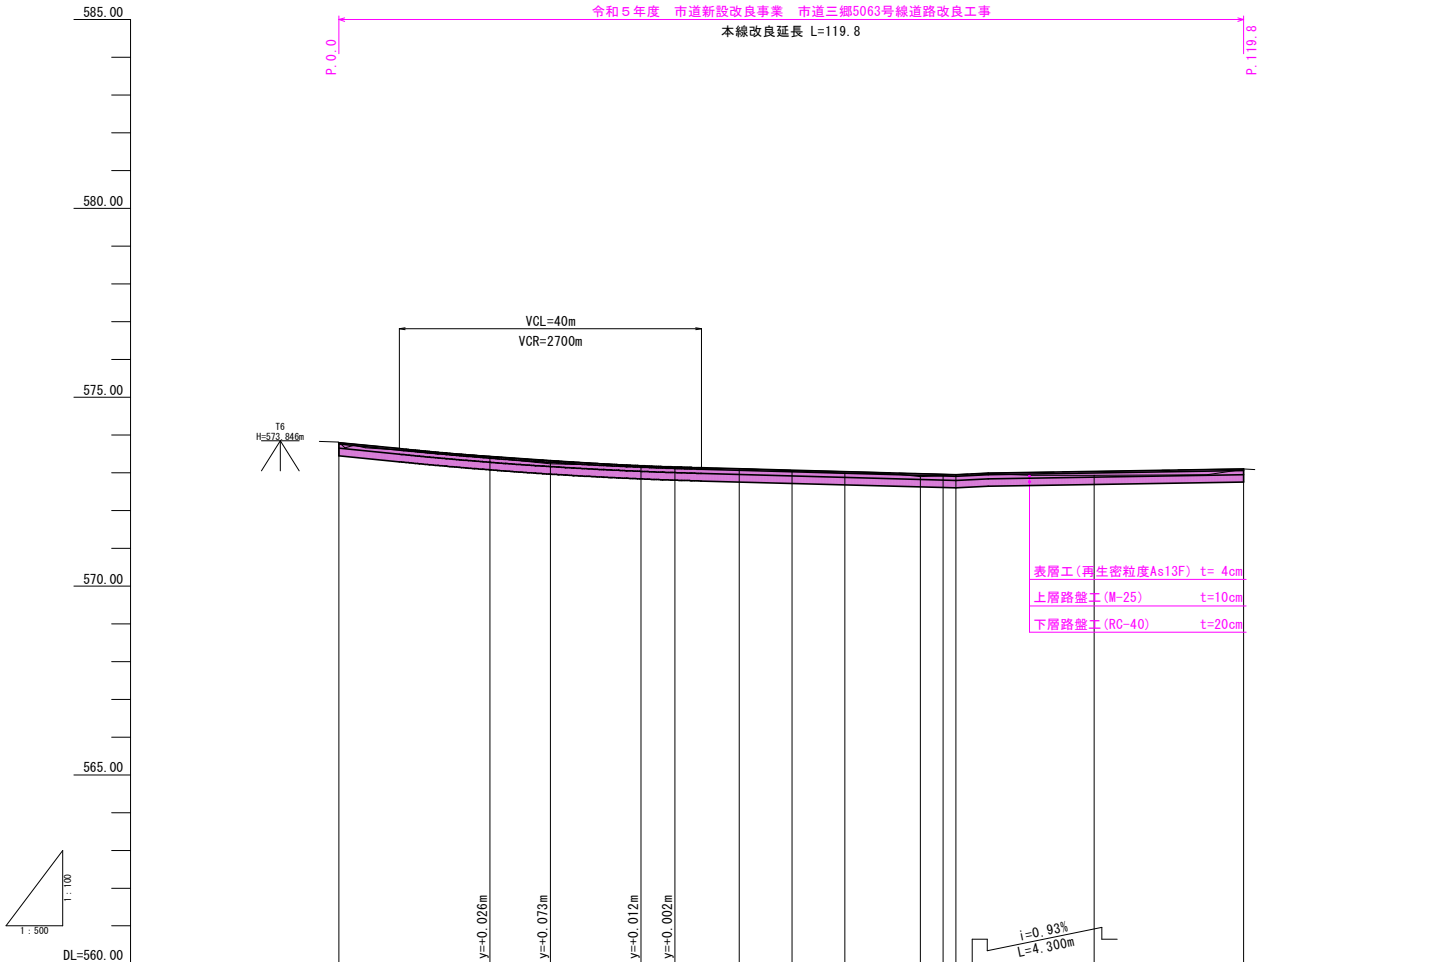 令和５年度　市道新設改良事業　市道三郷5063号線道路改良工事
本線改良延長 L=119.8
P.0.0
P.119.8
585.00
580.00
575.00
570.00
565.00
DL=560.00
VCL=40m
VCR=2700m
T6
H=573.846m
表層工(再生密粒度As13F) t= 4cm
上層路盤工(M-25) t=10cm
下層路盤工(RC-40) t=20cm
1：100
1：500
y=+0.026m
y=+0.073m
y=+0.012m
y=+0.002m
i=0.93%
L=4.300m